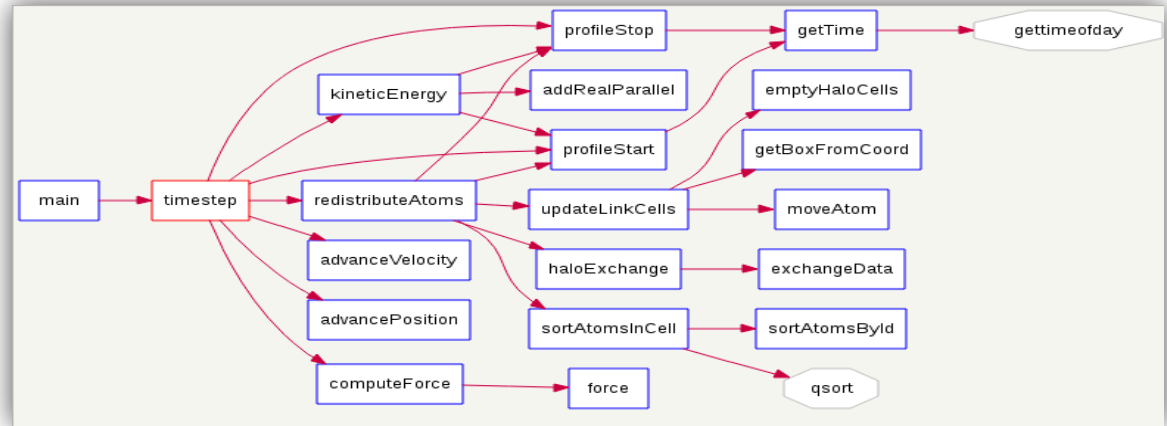 profileStop
getTime
gettimeofday
kineticEnergy
addRealParallel
emptyHaloCells
profileStart
getBoxFromCoord
main
timestep
redistributeAtoms
updateLinkCells
moveAtom
advanceVelocity
haloExchange
exchangeData
advancePosition
sortAtomsInCell
sortAtomsById
computeForce
force
qsort